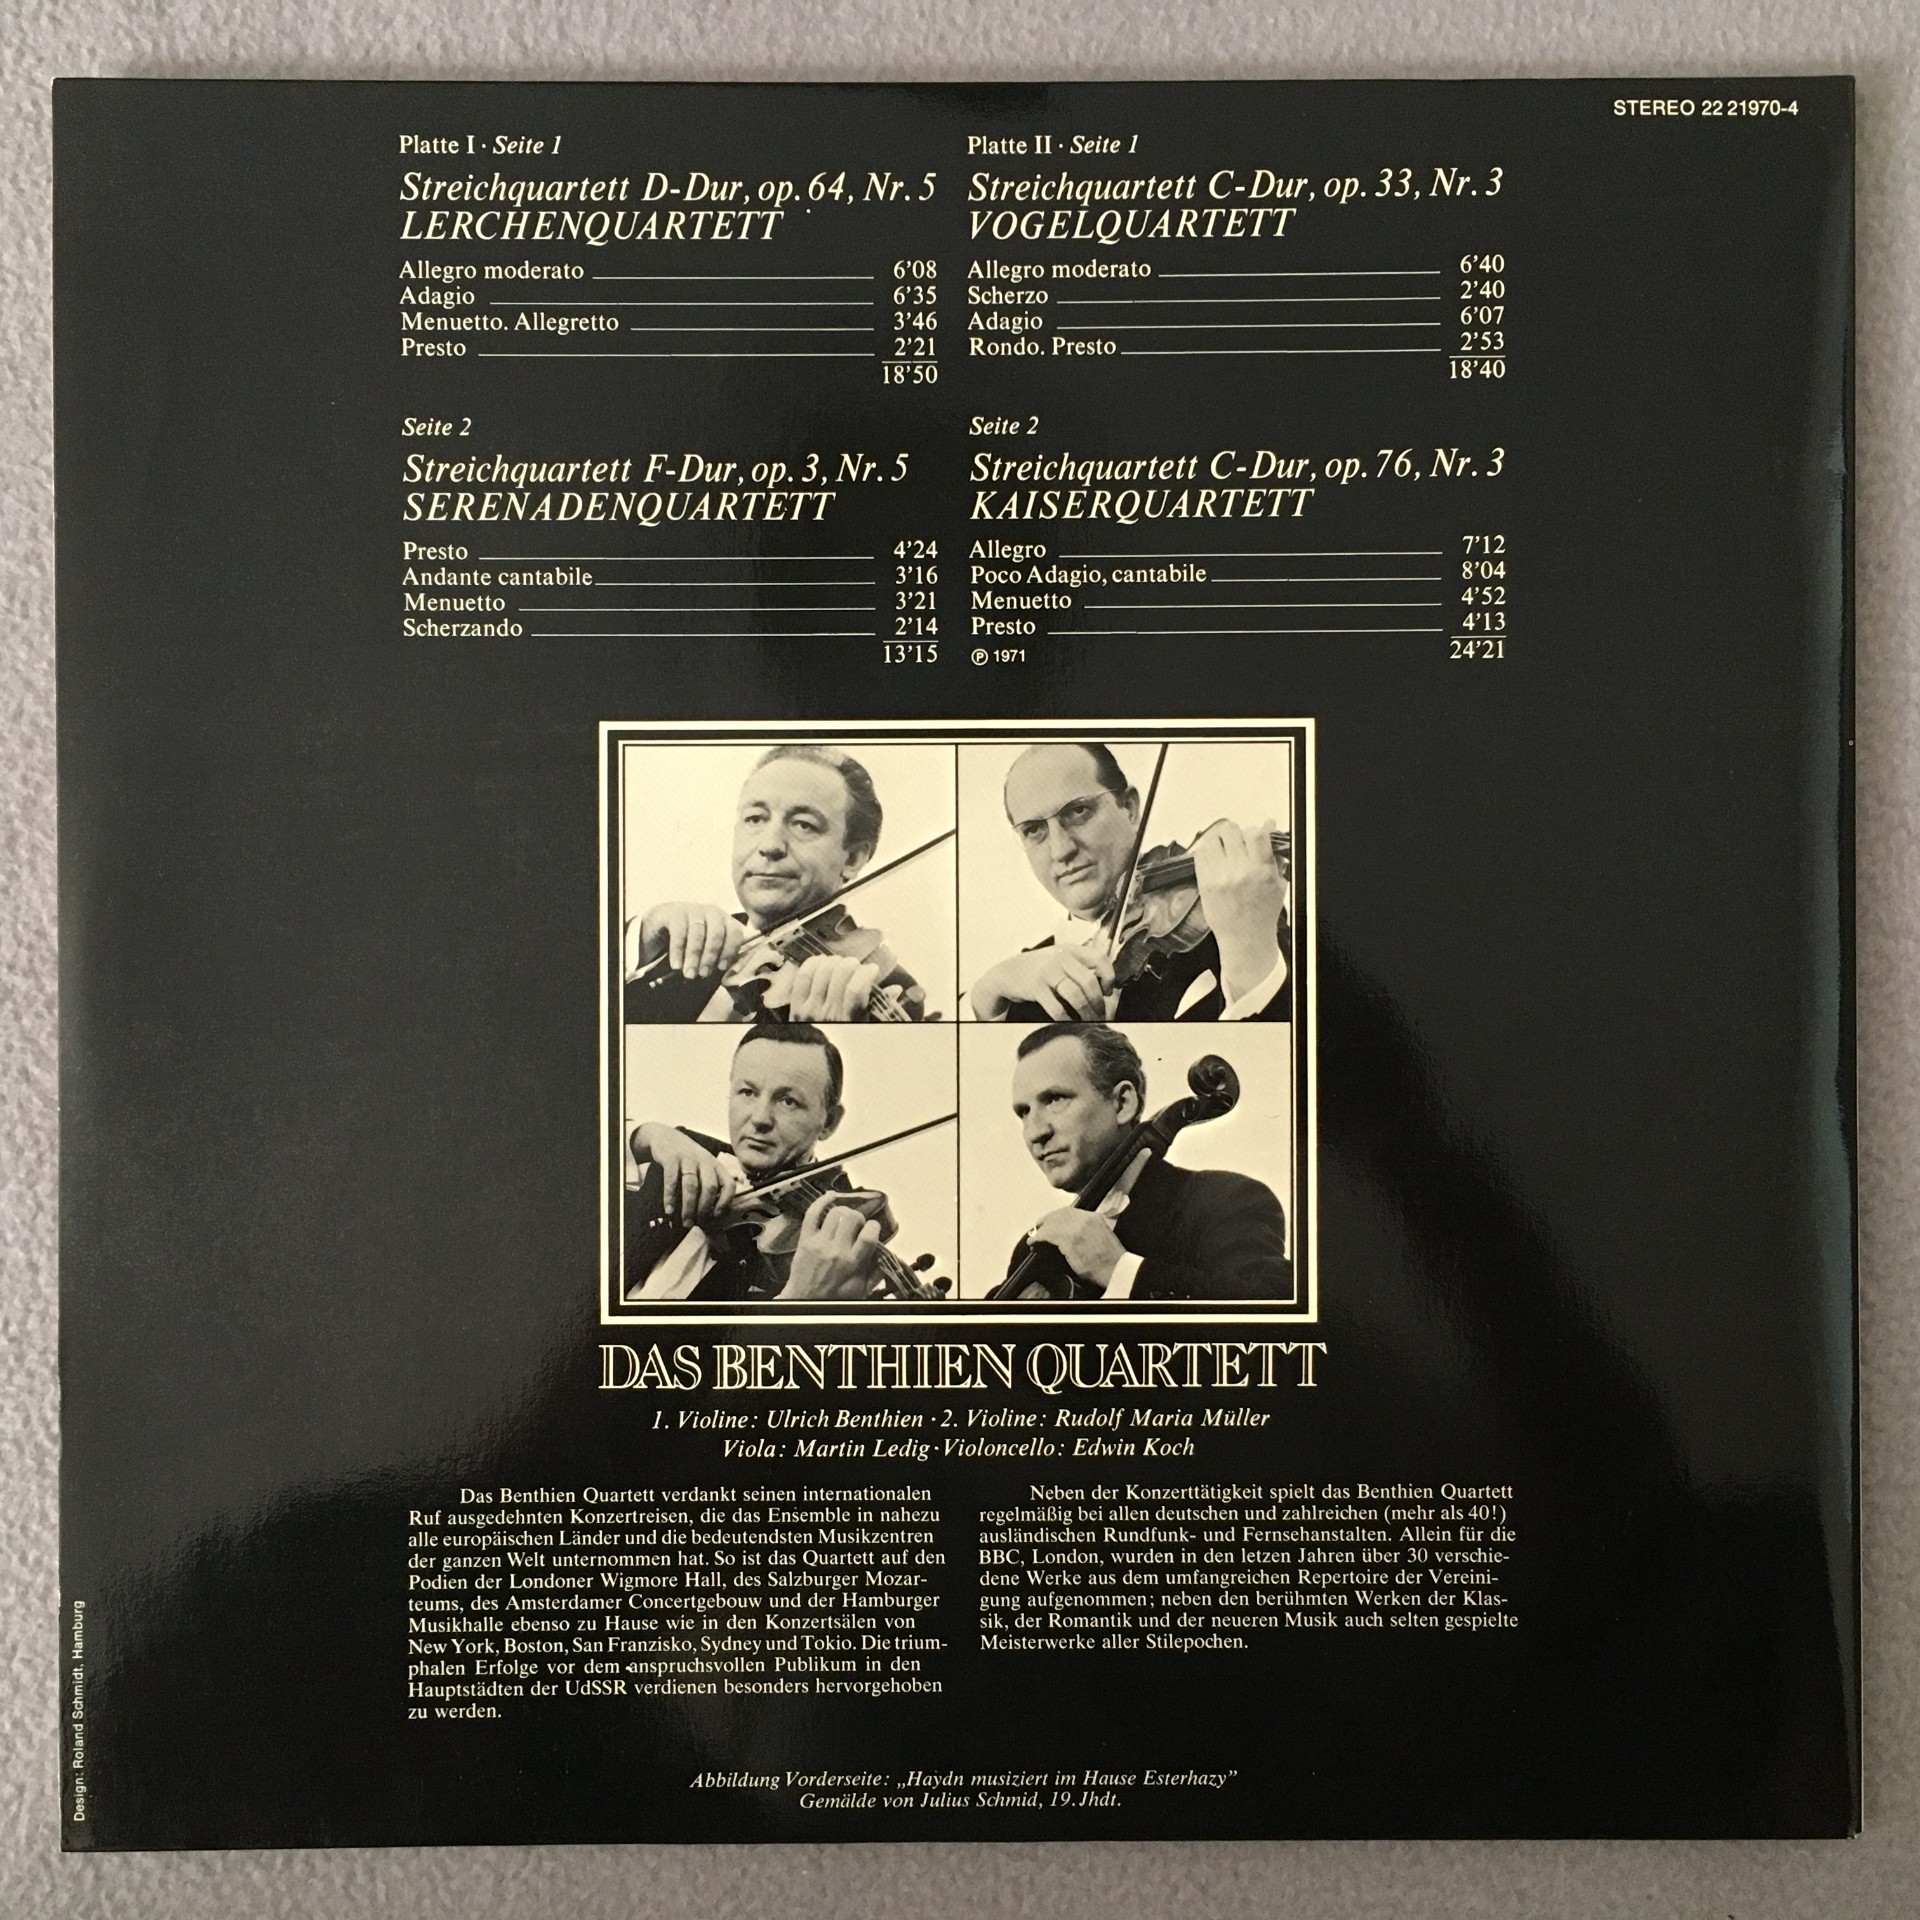 STEREO 22 21970-4
Platte I · Seite 1
Streichquartett D-Dur, op. 64, Nr. 5
LERCHENQUARTETT
Allegro moderato 6’08
Adagio 6’35
Menuetto. Allegretto 3’46
Presto 2’21
18’50
Seite 2
Streichquartett F-Dur, op. 3, Nr. 5
SERENADENQUARTETT
Presto 4’24
Andante cantabile 3’16
Menuetto 3’21
Scherzando 2’14
13’15
Platte II · Seite 1
Streichquartett C-Dur, op. 33, Nr. 3
VOGELQUARTETT
Allegro moderato 6’40
Scherzo 2’40
Adagio 6’07
Rondo. Presto 2’53
18’40
Seite 2
Streichquartett C-Dur, op. 76, Nr. 3
KAISERQUARTETT
Allegro 7’12
Poco Adagio, cantabile 8’04
Menuetto 4’52
Presto 4’13
℗ 1971 24’21
DAS BENTHIEN QUARTETT
1. Violine: Ulrich Benthien · 2. Violine: Rudolf Maria Müller
Viola: Martin Ledig · Violoncello: Edwin Koch
Das Benthien Quartett verdankt seinen internationalen
Ruf ausgedehnten Konzertreisen, die das Ensemble in nahezu
alle europäischen Länder und die bedeutendsten Musikzentren
der ganzen Welt unternommen hat. So ist das Quartett auf den
Podien der Londoner Wigmore Hall, des Salzburger Mozar-
teums, des Amsterdamer Concertgebouw und der Hamburger
Musikhalle ebenso zu Hause wie in den Konzertsälen von
New York, Boston, San Franzisko, Sydney und Tokio. Die trium-
phalen Erfolge vor dem anspruchsvollen Publikum in den
Hauptstädten der UdSSR verdienen besonders hervorgehoben
zu werden.
Neben der Konzerttätigkeit spielt das Benthien Quartett
regelmäßig bei allen deutschen und zahlreichen (mehr als 40!)
ausländischen Rundfunk- und Fernsehanstalten. Allein für die
BBC, London, wurden in den letzen Jahren über 30 verschie-
dene Werke aus dem umfangreichen Repertoire der Vereini-
gung aufgenommen; neben den berühmten Werken der Klas-
sik, der Romantik und der neueren Musik auch selten gespielte
Meisterwerke aller Stilepochen.
Abbildung Vorderseite: „Haydn musiziert im Hause Esterhazy”
Gemälde von Julius Schmid, 19. Jhdt.
Design: Roland Schmidt, Hamburg